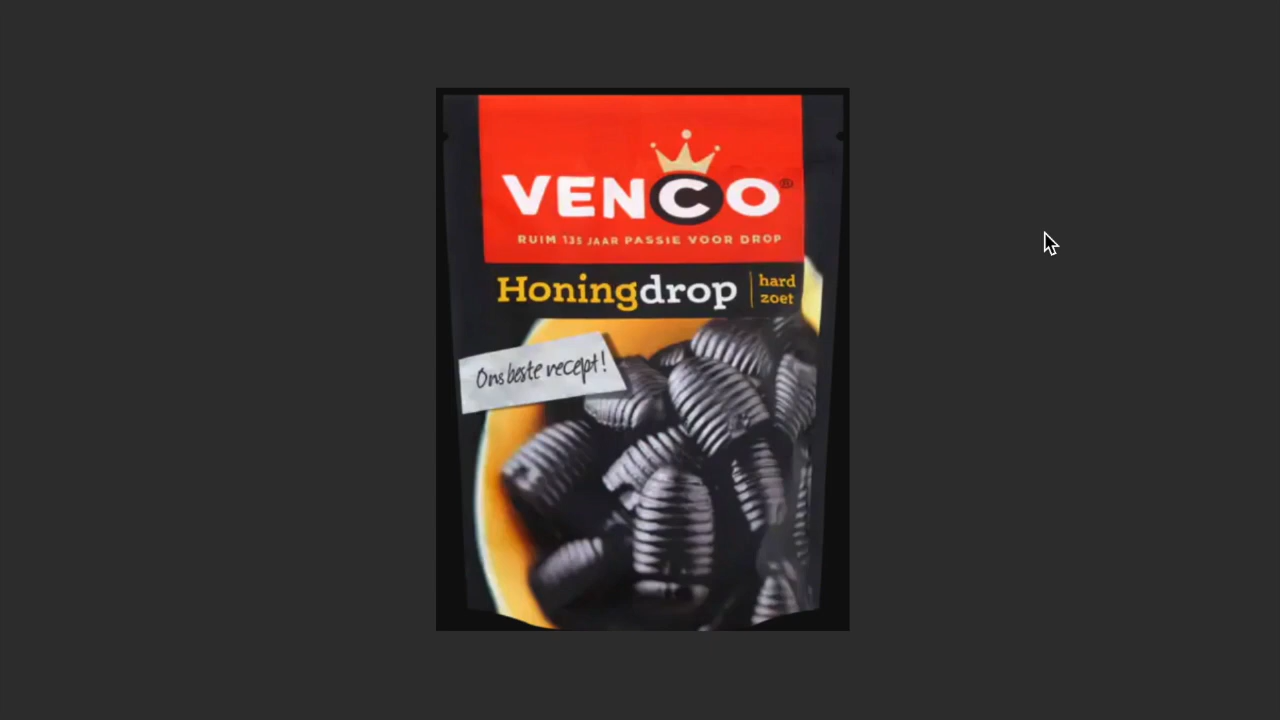 VENCO®
RUIM 135 JAAR PASSIE VOOR DROP
Honingdrop
hard
zoet
Ons beste recept!